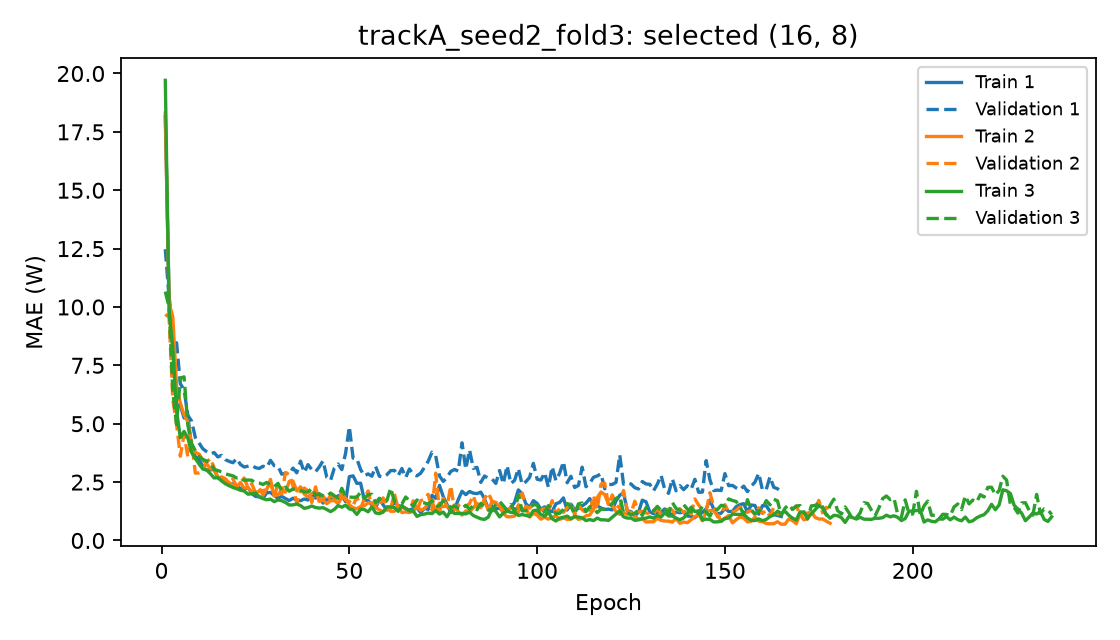 trackA_seed2_fold3: selected (16, 8)
Train 1
Validation 1
Train 2
Validation 2
Train 3
Validation 3
MAE (W)
20.0
17.5
15.0
12.5
10.0
7.5
5.0
2.5
0.0
0 50 100 150 200
Epoch